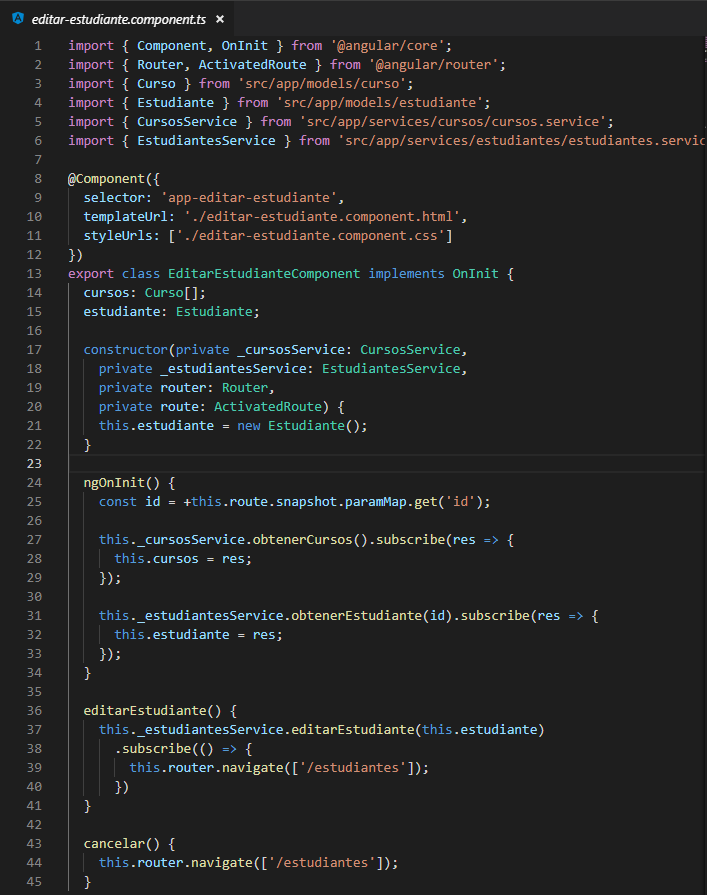 editar-estudiante.component.ts ×
1 import { Component, OnInit } from '@angular/core';
2 import { Router, ActivatedRoute } from '@angular/router';
3 import { Curso } from 'src/app/models/curso';
4 import { Estudiante } from 'src/app/models/estudiante';
5 import { CursosService } from 'src/app/services/cursos/cursos.service';
6 import { EstudiantesService } from 'src/app/services/estudiantes/estudiantes.servic
7
8 @Component({
9   selector: 'app-editar-estudiante',
10   templateUrl: './editar-estudiante.component.html',
11   styleUrls: ['./editar-estudiante.component.css']
12 })
13 export class EditarEstudianteComponent implements OnInit {
14   cursos: Curso[];
15   estudiante: Estudiante;
16
17   constructor(private _cursosService: CursosService,
18     private _estudiantesService: EstudiantesService,
19     private router: Router,
20     private route: ActivatedRoute) {
21     this.estudiante = new Estudiante();
22   }
23
24   ngOnInit() {
25     const id = +this.route.snapshot.paramMap.get('id');
26
27     this._cursosService.obtenerCursos().subscribe(res => {
28       this.cursos = res;
29     });
30
31     this._estudiantesService.obtenerEstudiante(id).subscribe(res => {
32       this.estudiante = res;
33     });
34   }
35
36   editarEstudiante() {
37     this._estudiantesService.editarEstudiante(this.estudiante)
38       .subscribe(() => {
39         this.router.navigate(['/estudiantes']);
40       })
41   }
42
43   cancelar() {
44     this.router.navigate(['/estudiantes']);
45   }